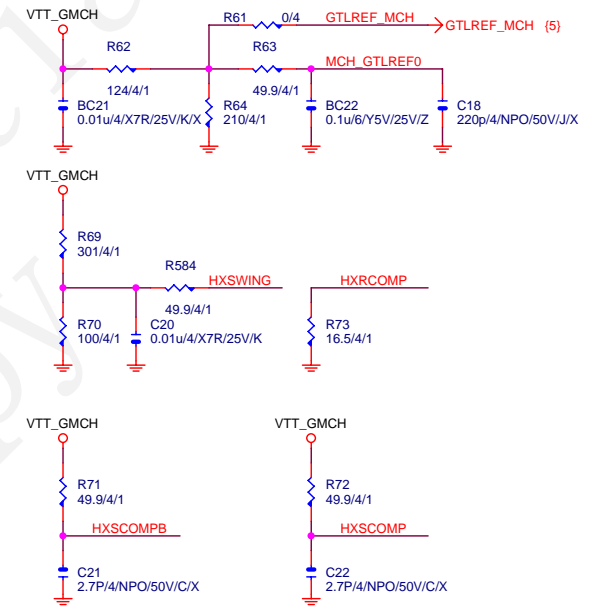 VTT_GMCH
R61 0/4 GTLREF_MCH
GTLREF_MCH {5}
R62
R63
MCH_GTLREF0
124/4/1
49.9/4/1
BC21
0.01u/4/X7R/25V/K/X
R64
210/4/1
BC22
0.1u/6/Y5V/25V/Z
C18
220p/4/NPO/50V/J/X
VTT_GMCH
R69
301/4/1
R584
HXSWING
HXRCOMP
49.9/4/1
R70
100/4/1
C20
0.01u/4/X7R/25V/K
R73
16.5/4/1
VTT_GMCH
VTT_GMCH
R71
49.9/4/1
R72
49.9/4/1
HXSCOMPB
HXSCOMP
C21
2.7P/4/NPO/50V/C/X
C22
2.7P/4/NPO/50V/C/X